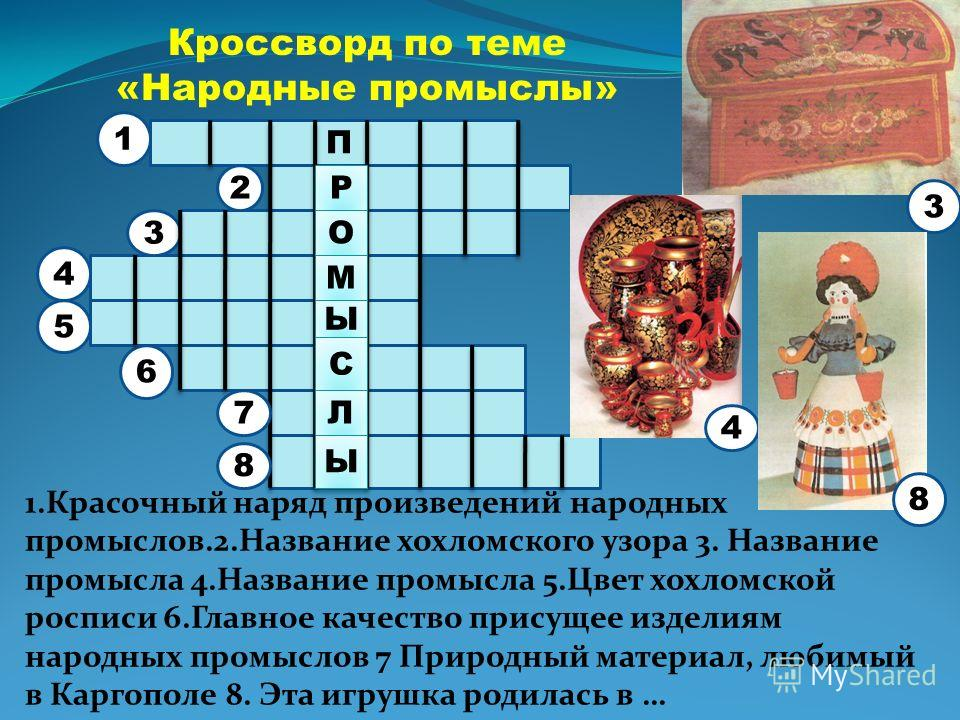 Кроссворд по теме
«Народные промыслы»
1
П
2
Р
3
О
4
М
5
Ы
6
С
7
Л
8
Ы
3
4
8
1.Красочный наряд произведений народных
промыслов.2.Название хохломского узора 3. Название
промысла 4.Название промысла 5.Цвет хохломской
росписи 6.Главное качество присущее изделиям
народных промыслов 7 Природный материал, любимый
в Каргополе 8. Эта игрушка родилась в ...
MyShared